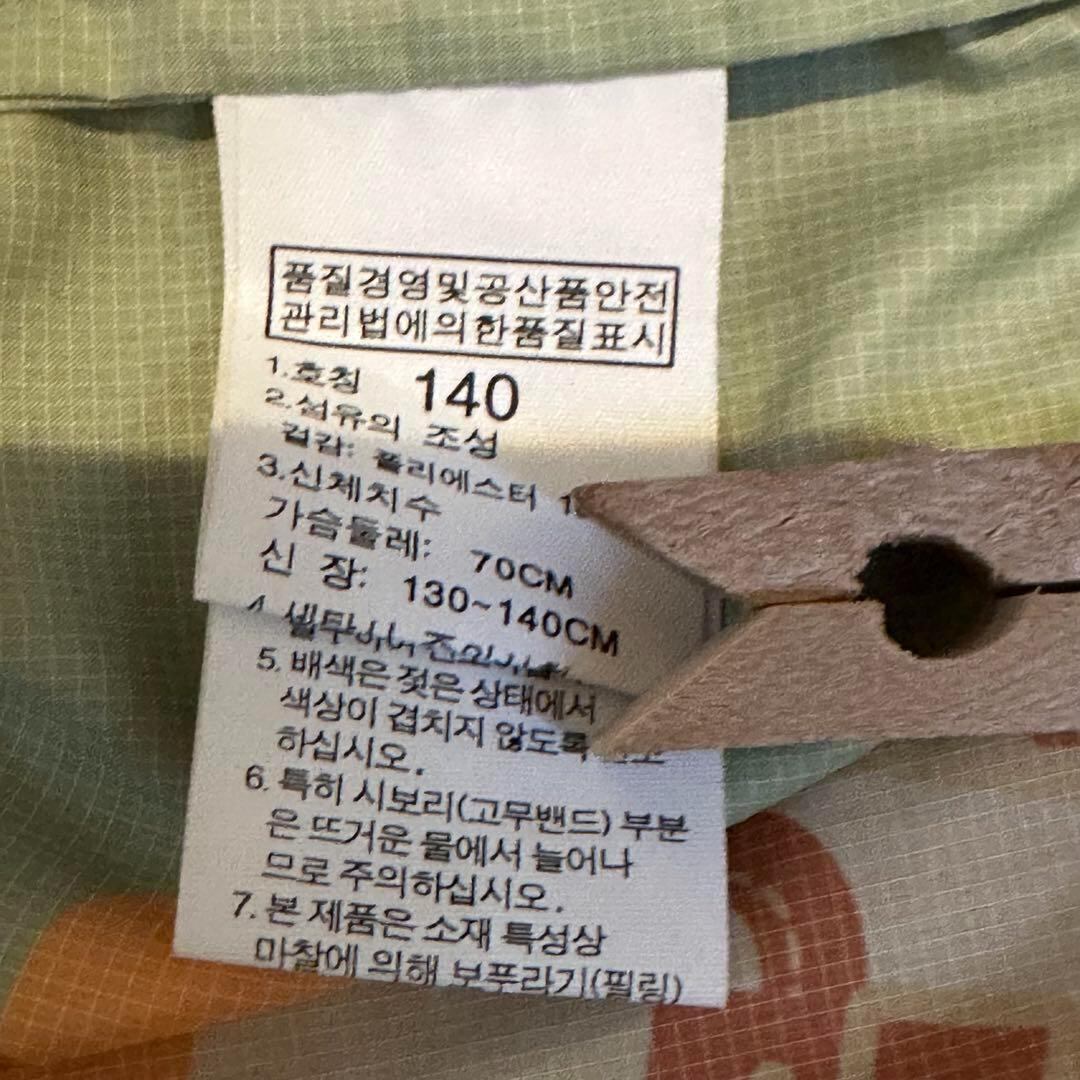 품질경영및공산품안전
관리법에의한품질표시
1.호칭 140
2.섬유의 조성
겉감: 폴리에스터
3.신체치수
가슴둘레: 70CM
신 장: 130~140CM
4.
5. 배색은 젖은 상태에서
색상이 겹치지 않도록
하십시오.
6. 특히 시보리(고무밴드) 부분
은 뜨거운 물에서 늘어나
므로 주의하십시오.
7. 본 제품은 소재 특성상
마찰에 의해 보푸라기(필링)